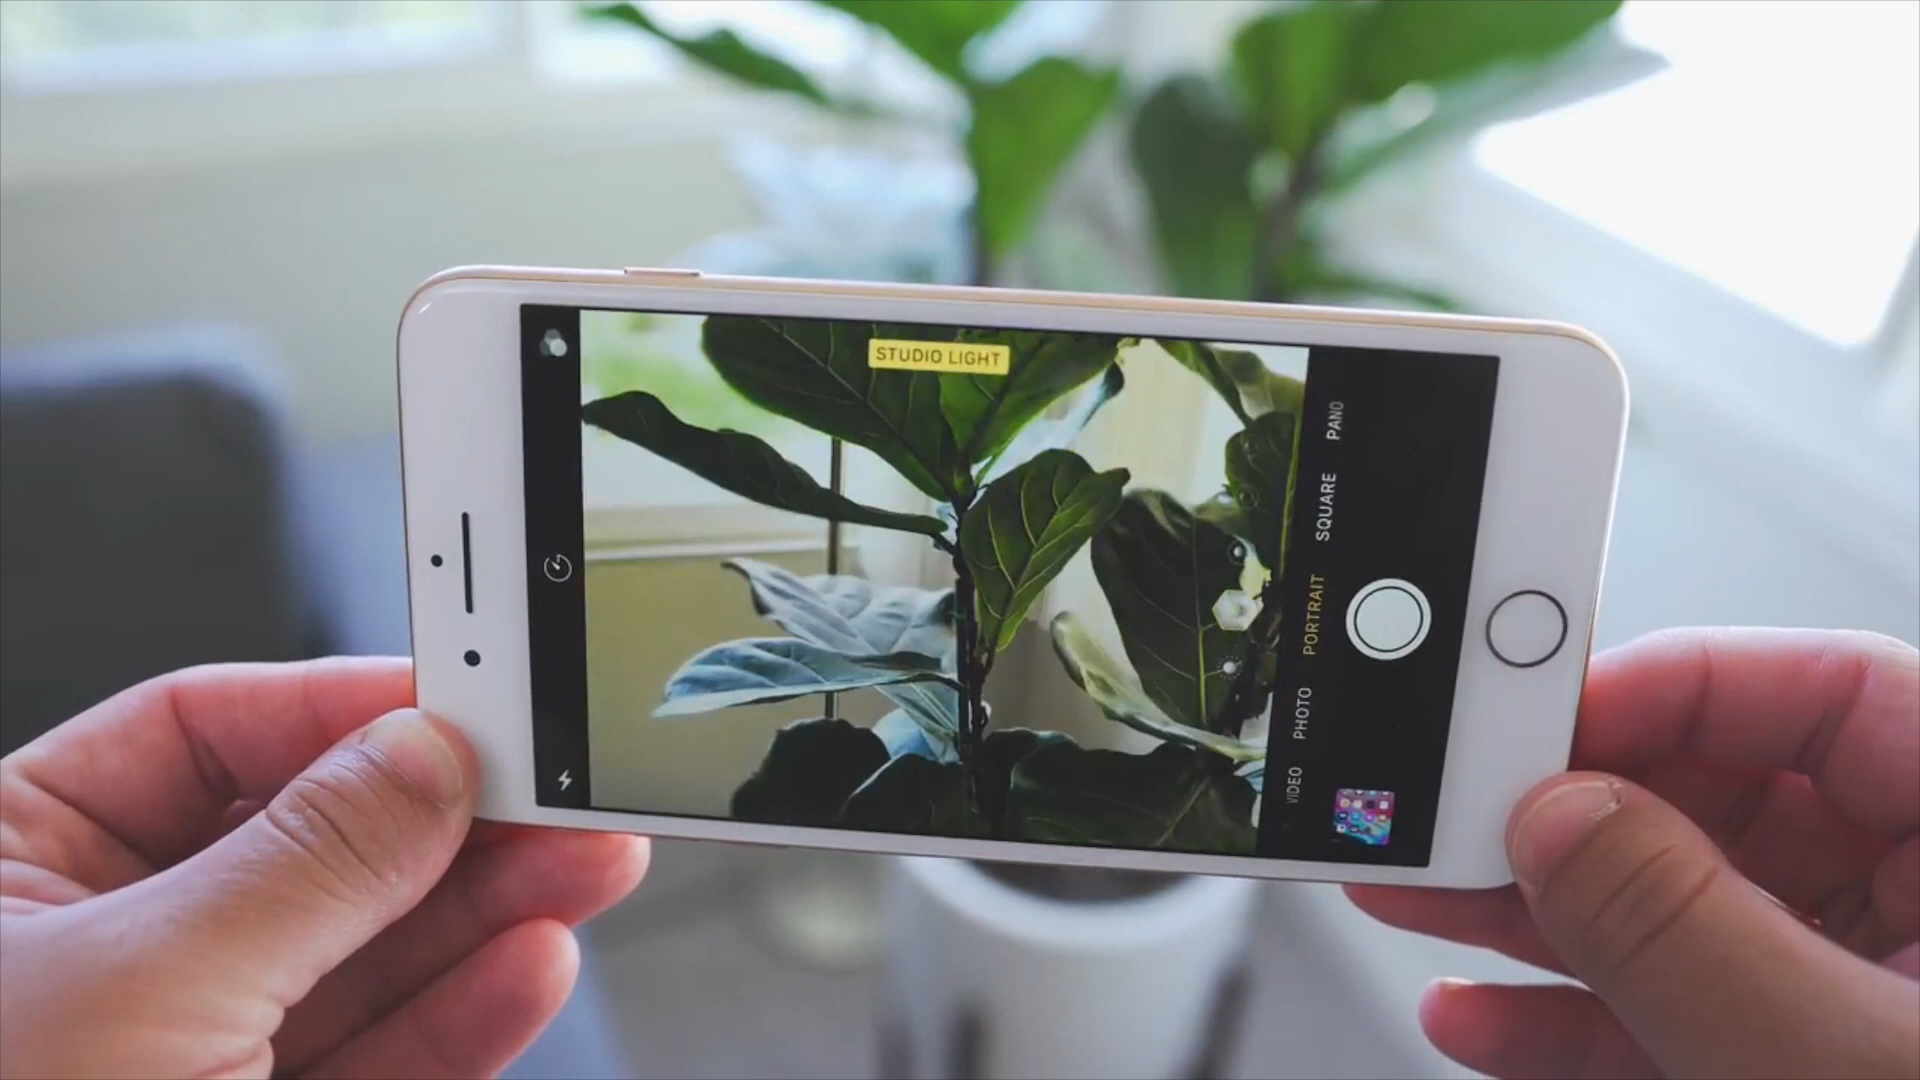 STUDIO LIGHT
PANO
SQUARE
PORTRAIT
PHOTO
VIDEO